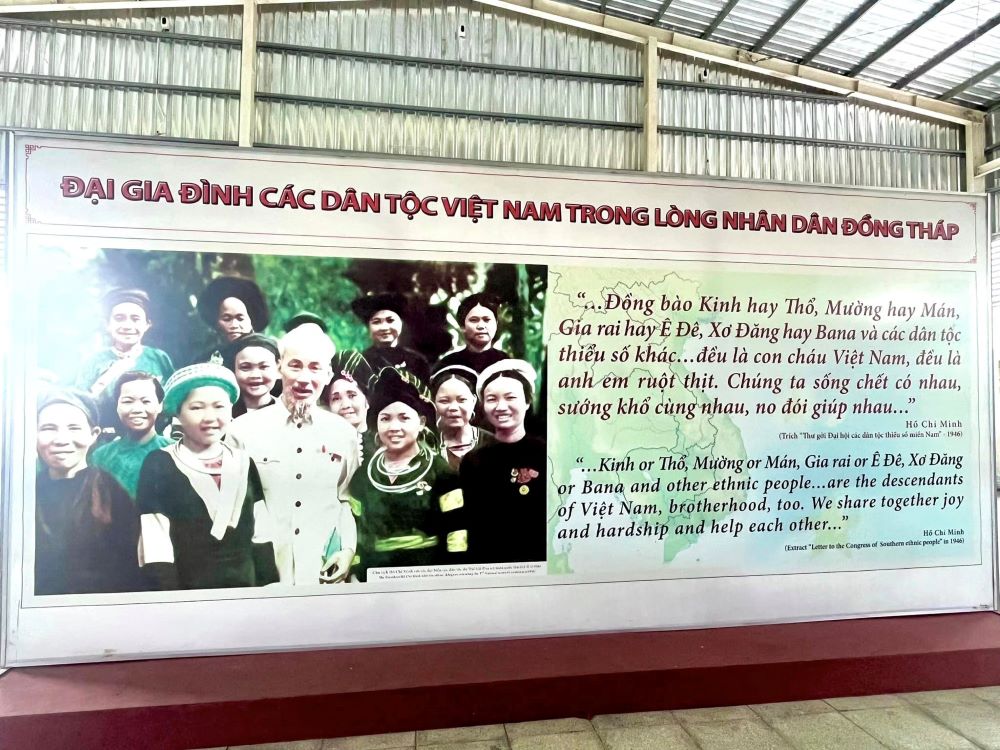 ĐẠI GIA ĐÌNH CÁC DÂN TỘC VIỆT NAM TRONG LÒNG NHÂN DÂN ĐỒNG THÁP
“...Đồng bào Kinh hay Thổ, Mường hay Mán,
Gia rai hay Ê Đê, Xơ Đăng hay Bana và các dân tộc
thiểu số khác...đều là con cháu Việt Nam, đều là
anh em ruột thịt. Chúng ta sống chết có nhau,
sướng khổ cùng nhau, no đói giúp nhau...”
Hồ Chí Minh
(Trích "Thư gửi Đại hội các dân tộc thiểu số miền Nam" - 1946)
“...Kinh or Thổ, Mường or Mán, Gia rai or Ê Đê, Xơ Đăng
or Bana and other ethnic people...are the descendants
of Việt Nam, brotherhood, too. We share together joy
and hardship and help each other...”
Hồ Chí Minh
(Extract "Letter to the Congress of Southern ethnic people" in 1946)